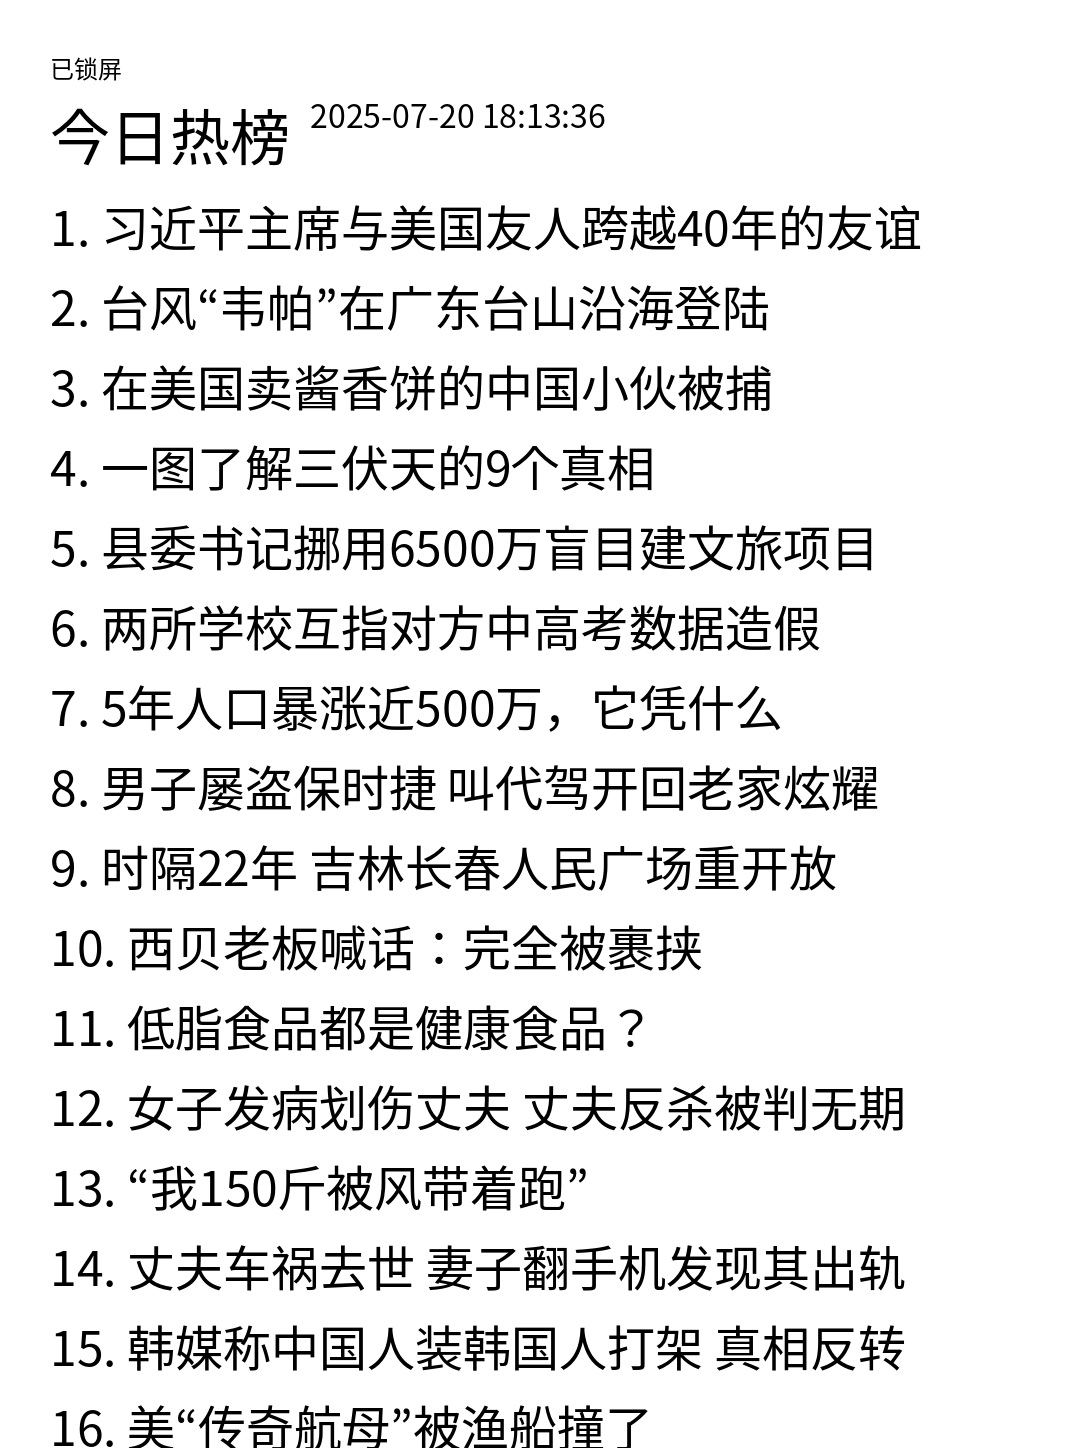 已锁屏
今日热榜 2025-07-20 18:13:36
1. 习近平主席与美国友人跨越40年的友谊
2. 台风“韦帕”在广东台山沿海登陆
3. 在美国卖酱香饼的中国小伙被捕
4. 一图了解三伏天的9个真相
5. 县委书记挪用6500万盲目建文旅项目
6. 两所学校互指对方中高考数据造假
7. 5年人口暴涨近500万，它凭什么
8. 男子屡盗保时捷 叫代驾开回老家炫耀
9. 时隔22年 吉林长春人民广场重开放
10. 西贝老板喊话：完全被裹挟
11. 低脂食品都是健康食品？
12. 女子发病划伤丈夫 丈夫反杀被判无期
13. “我150斤被风带着跑”
14. 丈夫车祸去世 妻子翻手机发现其出轨
15. 韩媒称中国人装韩国人打架 真相反转
16. 美“传奇航母”被渔船撞了